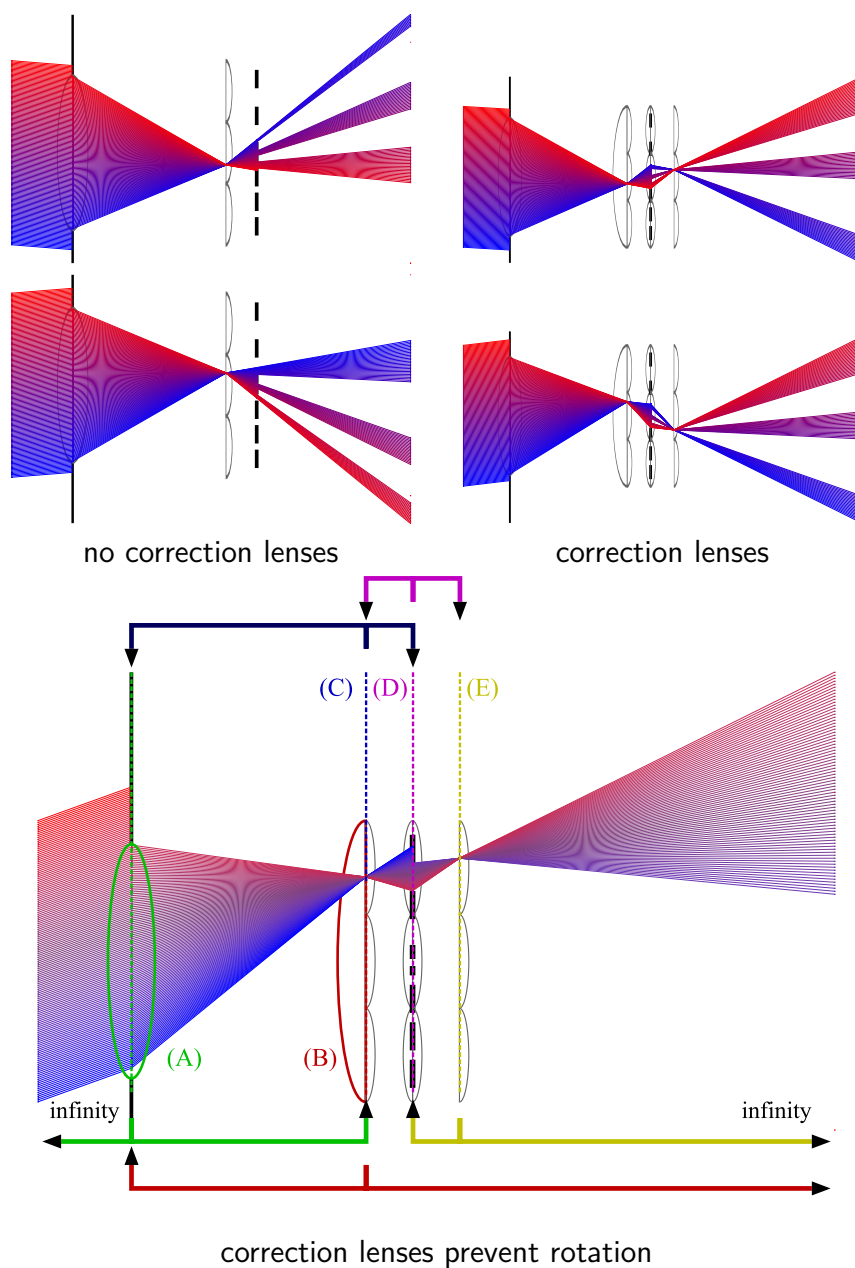 no correction lenses
correction lenses
(C) (D) (E)
(A) (B)
infinity infinity
correction lenses prevent rotation